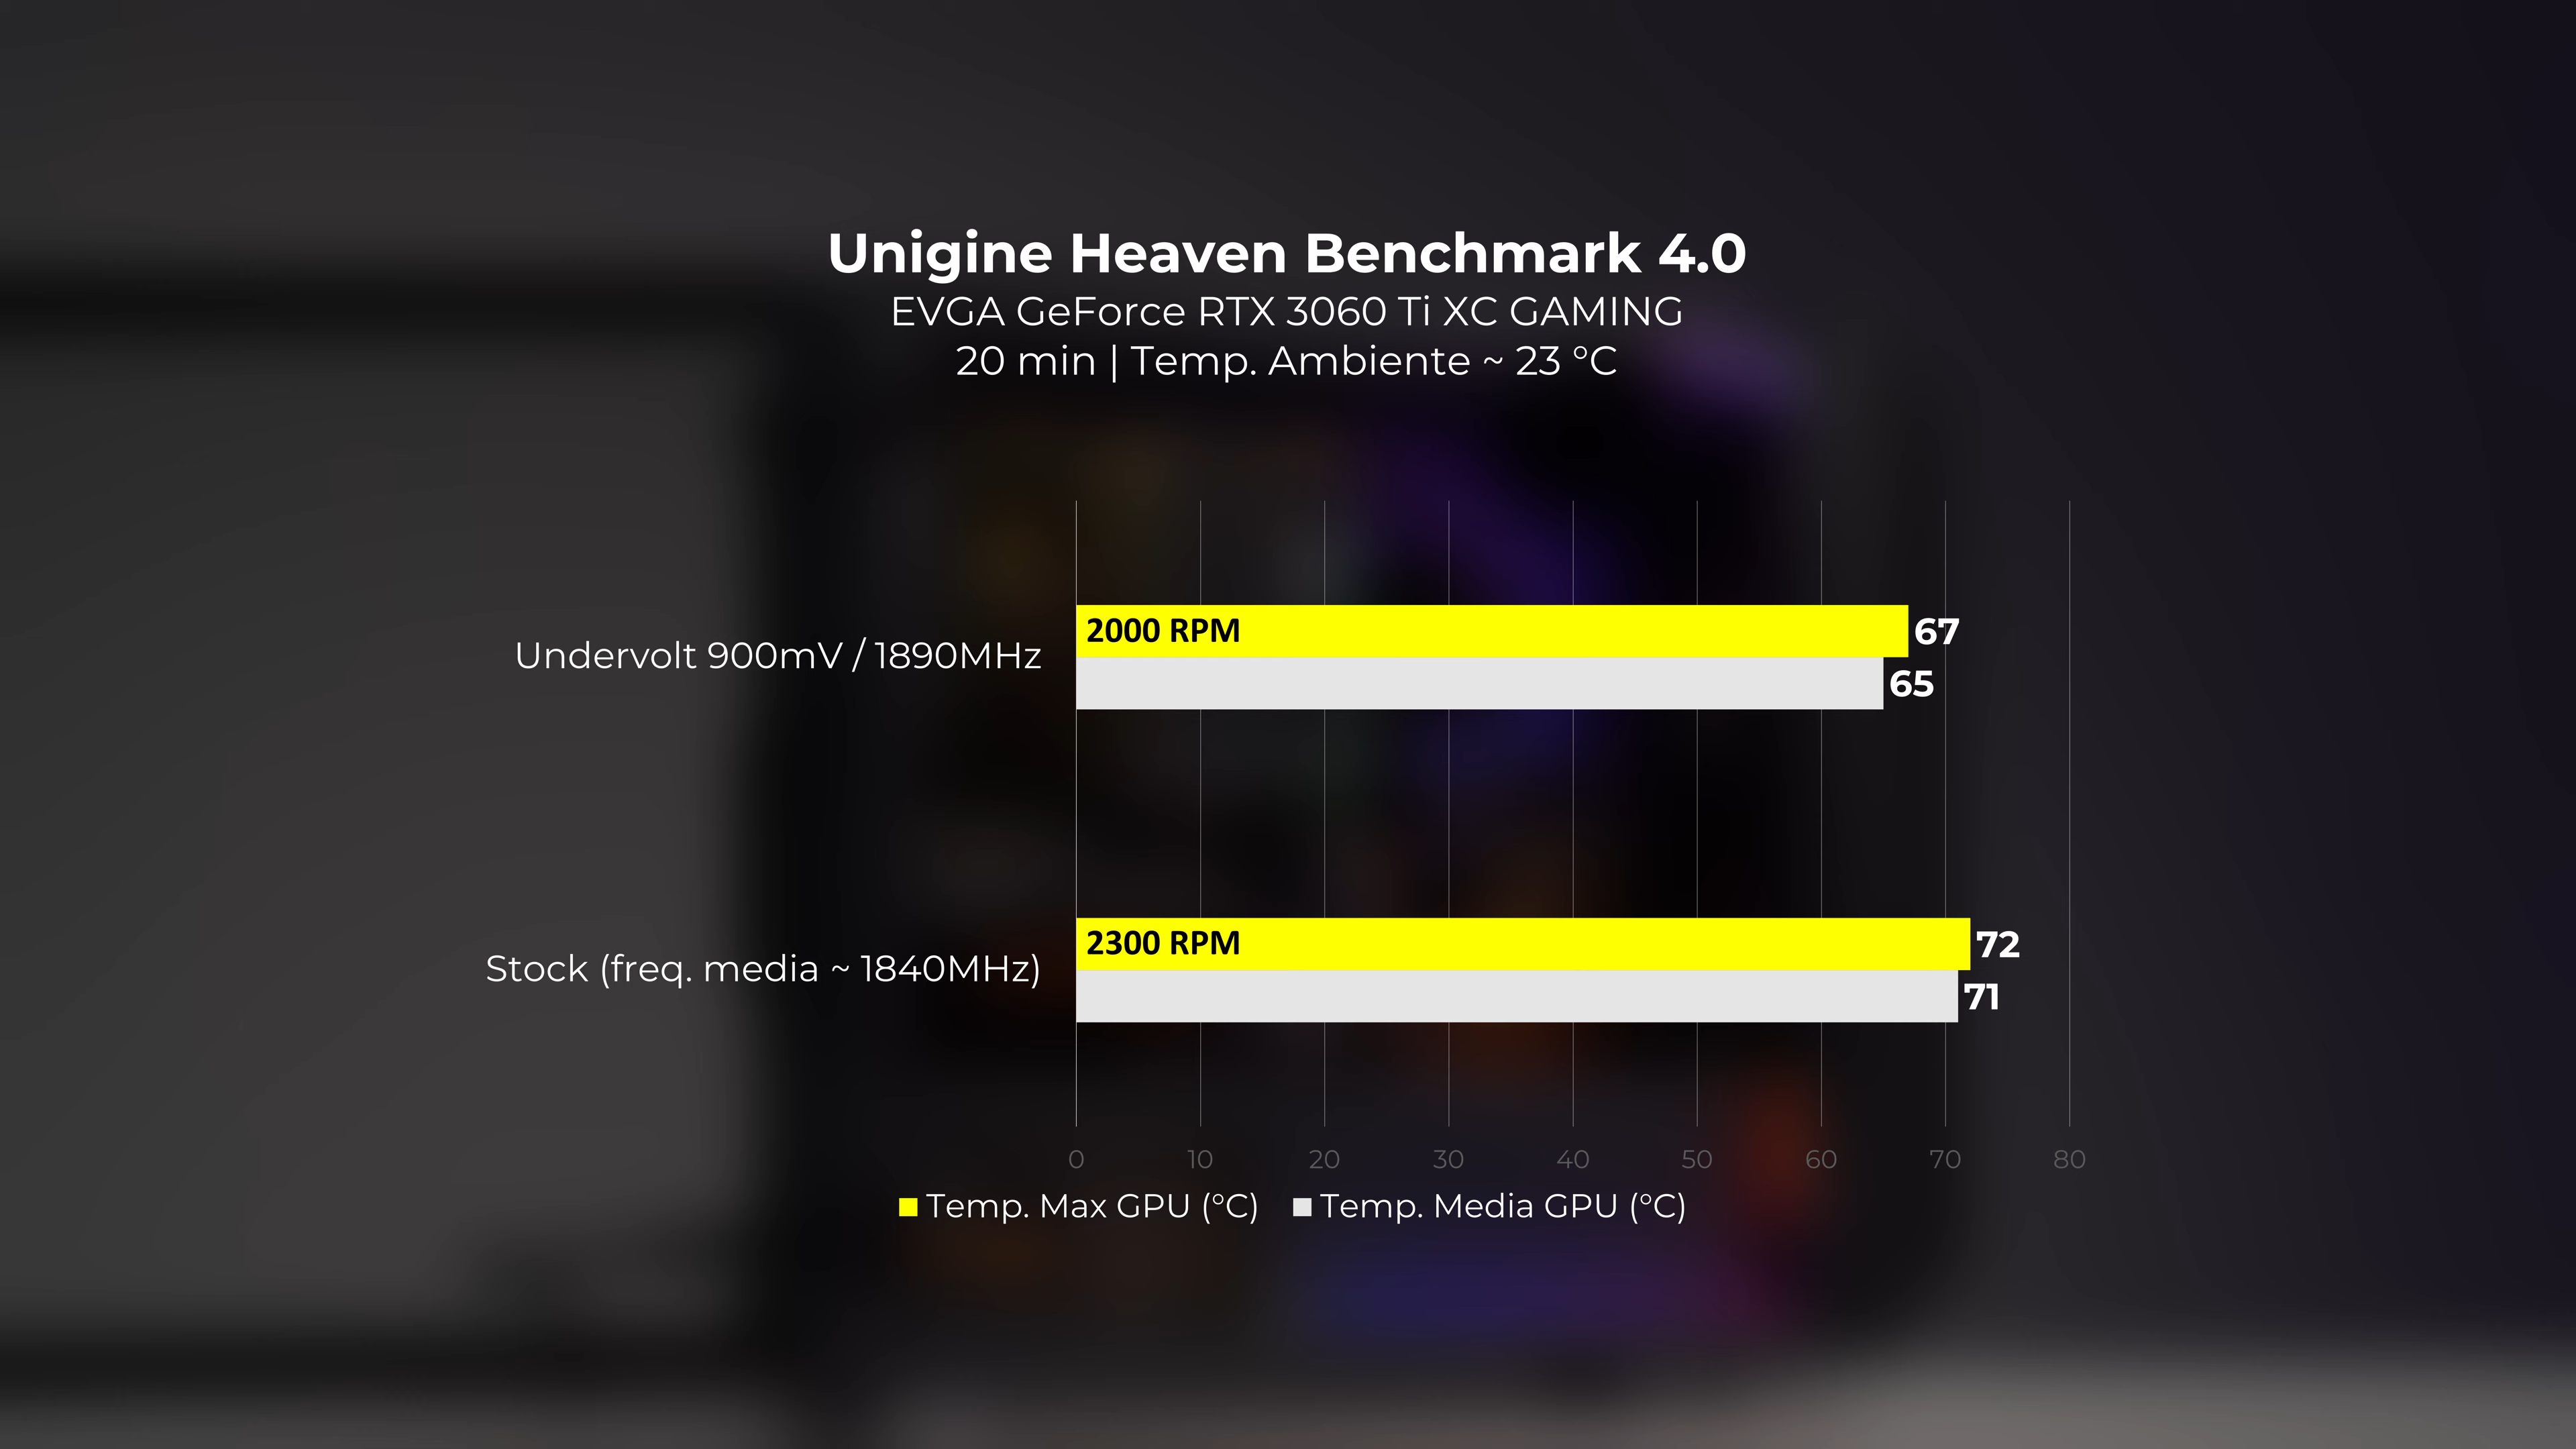 Unigine Heaven Benchmark 4.0
EVGA GeForce RTX 3060 Ti XC GAMING
20 min | Temp. Ambiente ~ 23 °C
Undervolt 900mV / 1890MHz
2000 RPM
67
65
Stock (freq. media ~ 1840MHz)
2300 RPM
72
71
0 10 20 30 40 50 60 70 80
Temp. Max GPU (°C) Temp. Media GPU (°C)